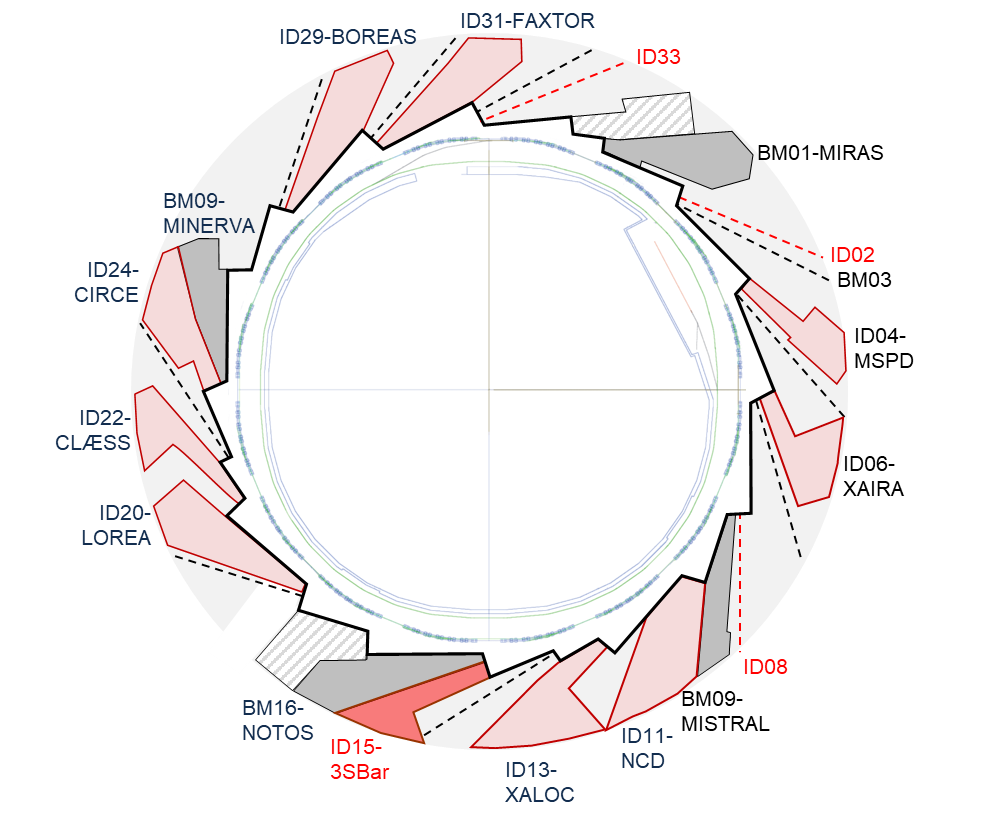 ID31-FAXTOR
ID29-BOREAS
ID33
BM01-MIRAS
BM09-
MINERVA
ID02
ID24-
CIRCE
BM03
ID04-
MSPD
ID22-
CLÆSS
ID06-
XAIRA
ID20-
LOREA
ID08
BM09-
MISTRAL
BM16-
NOTOS
ID11-
NCD
ID15-
3SBar
ID13-
XALOC